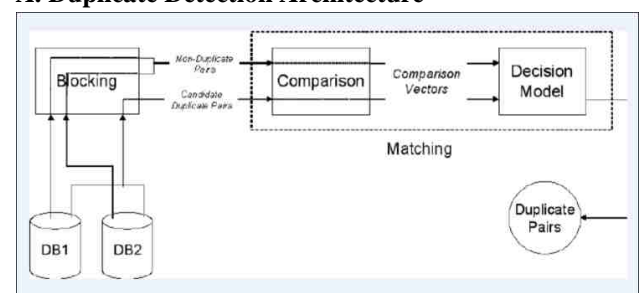 A. Duplicate Detection Architecture
Non-Duplicate
Pairs
Blocking
Comparison
Comparison
Vectors
Decision
Model
Candidate
Duplicate Pairs
Matching
Duplicate
Pairs
DB1
DB2